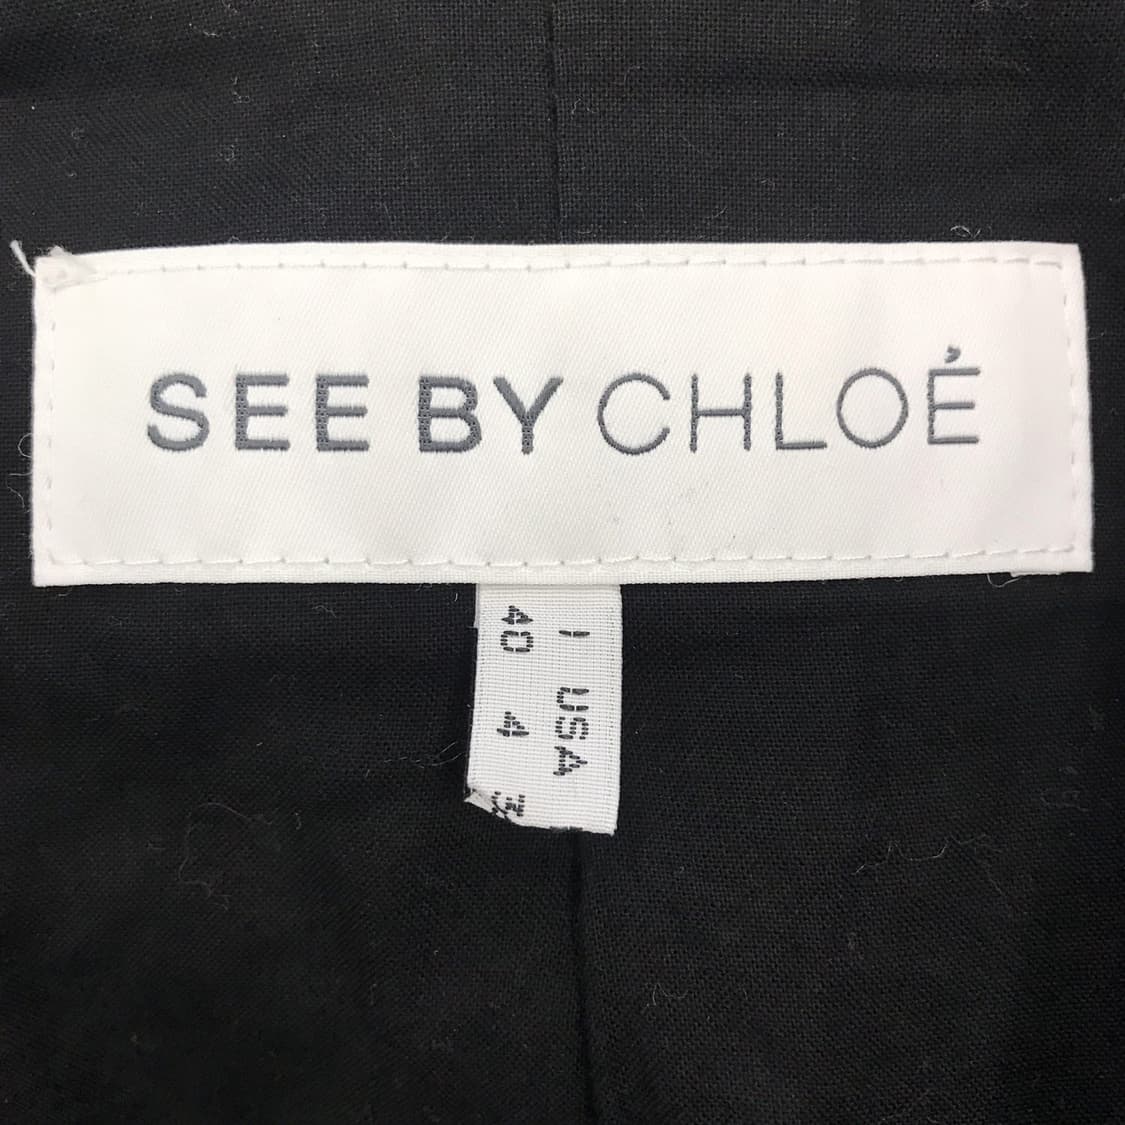 SEE BY CHLOÉ
I USA
40 4